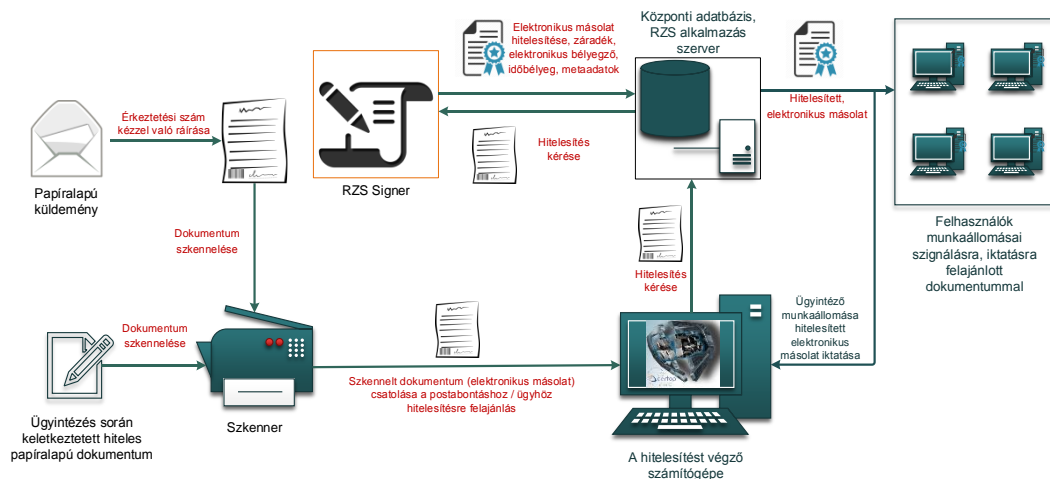 Elektronikus másolat
hitelesítése, záradék,
elektronikus bélyegző,
időbélyeg, metaadatok
Központi adatbázis,
RZS alkalmazás
szerver
Érkeztetési szám
kézzel való ráírása
Hitelesítés
kérése
Hitelesített,
elektronikus másolat
Papíralapú
küldemény
RZS Signer
Dokumentum
szkennelése
Hitelesítés
kérése
Felhasználók
munkaállomásai
szignálásra, iktatásra
felajánlott
dokumentummal
Dokumentum
szkennelése
Ügyintéző
munkaállomása
hitelesített
elektronikus
másolat iktatása
Szkennelt dokumentum (elektronikus másolat)
csatolása a postabontáshoz / ügyhöz
hitelesítésre felajánlás
Ügyintézés során
keletkeztetett hiteles
papíralapú dokumentum
Szkenner
A hitelesítést végző
számítógépe